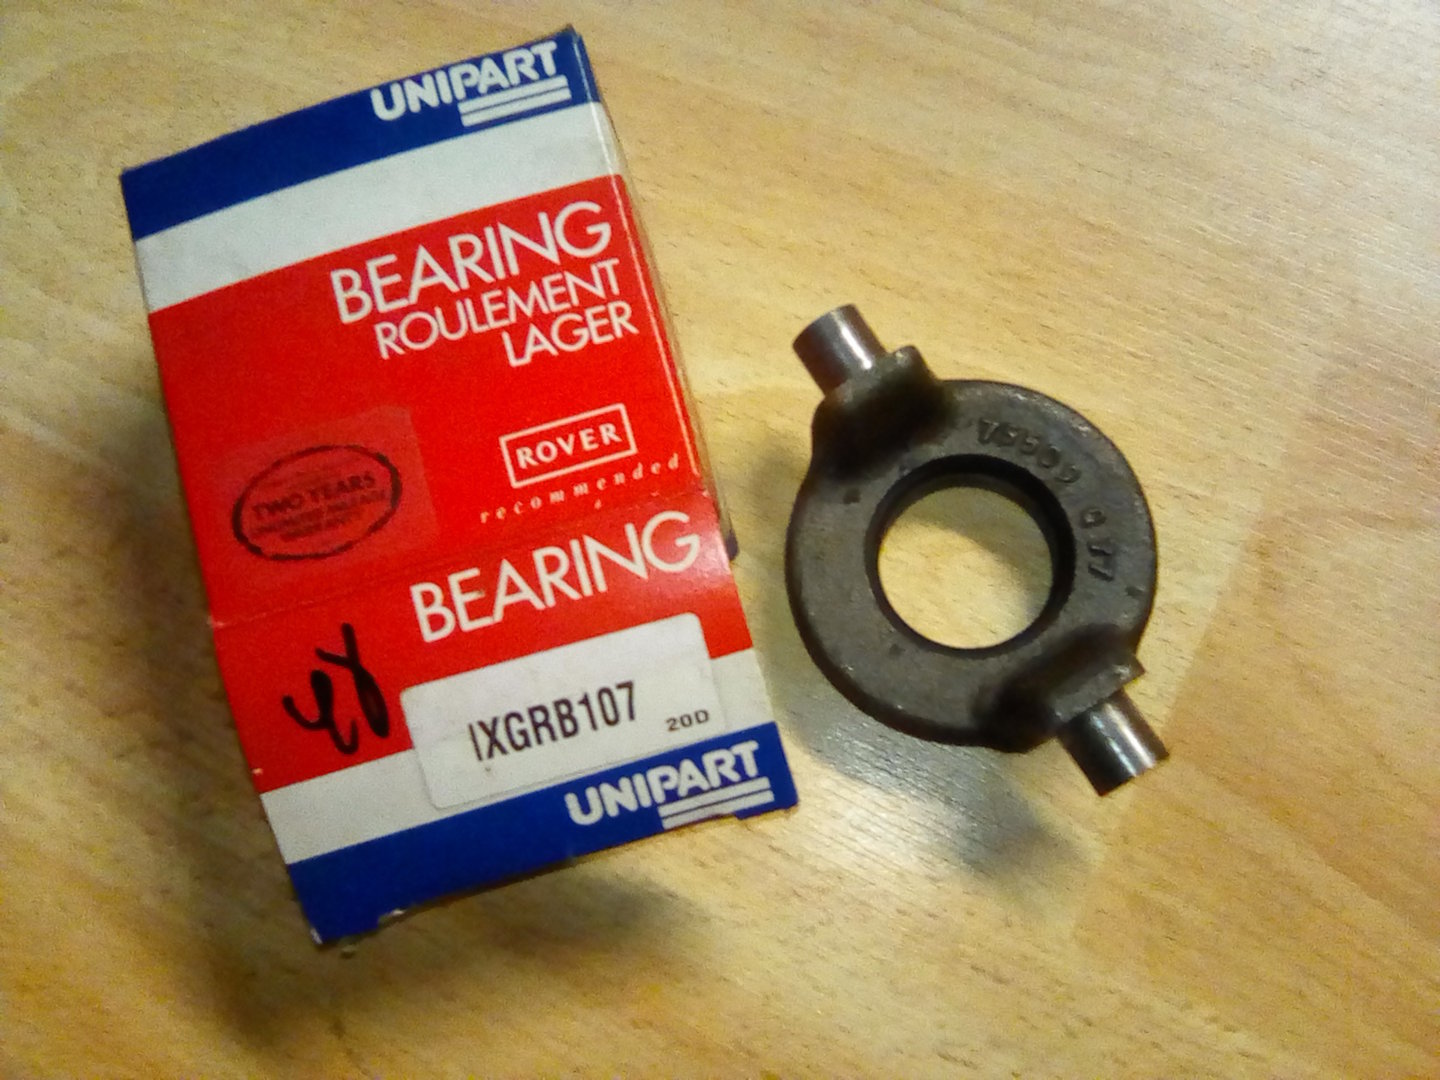 UNIPART
BEARING
ROULEMENT
LAGER
ROVER
recommended
TWO YEARS
BEARING
IXGRB107
20D
UNIPART